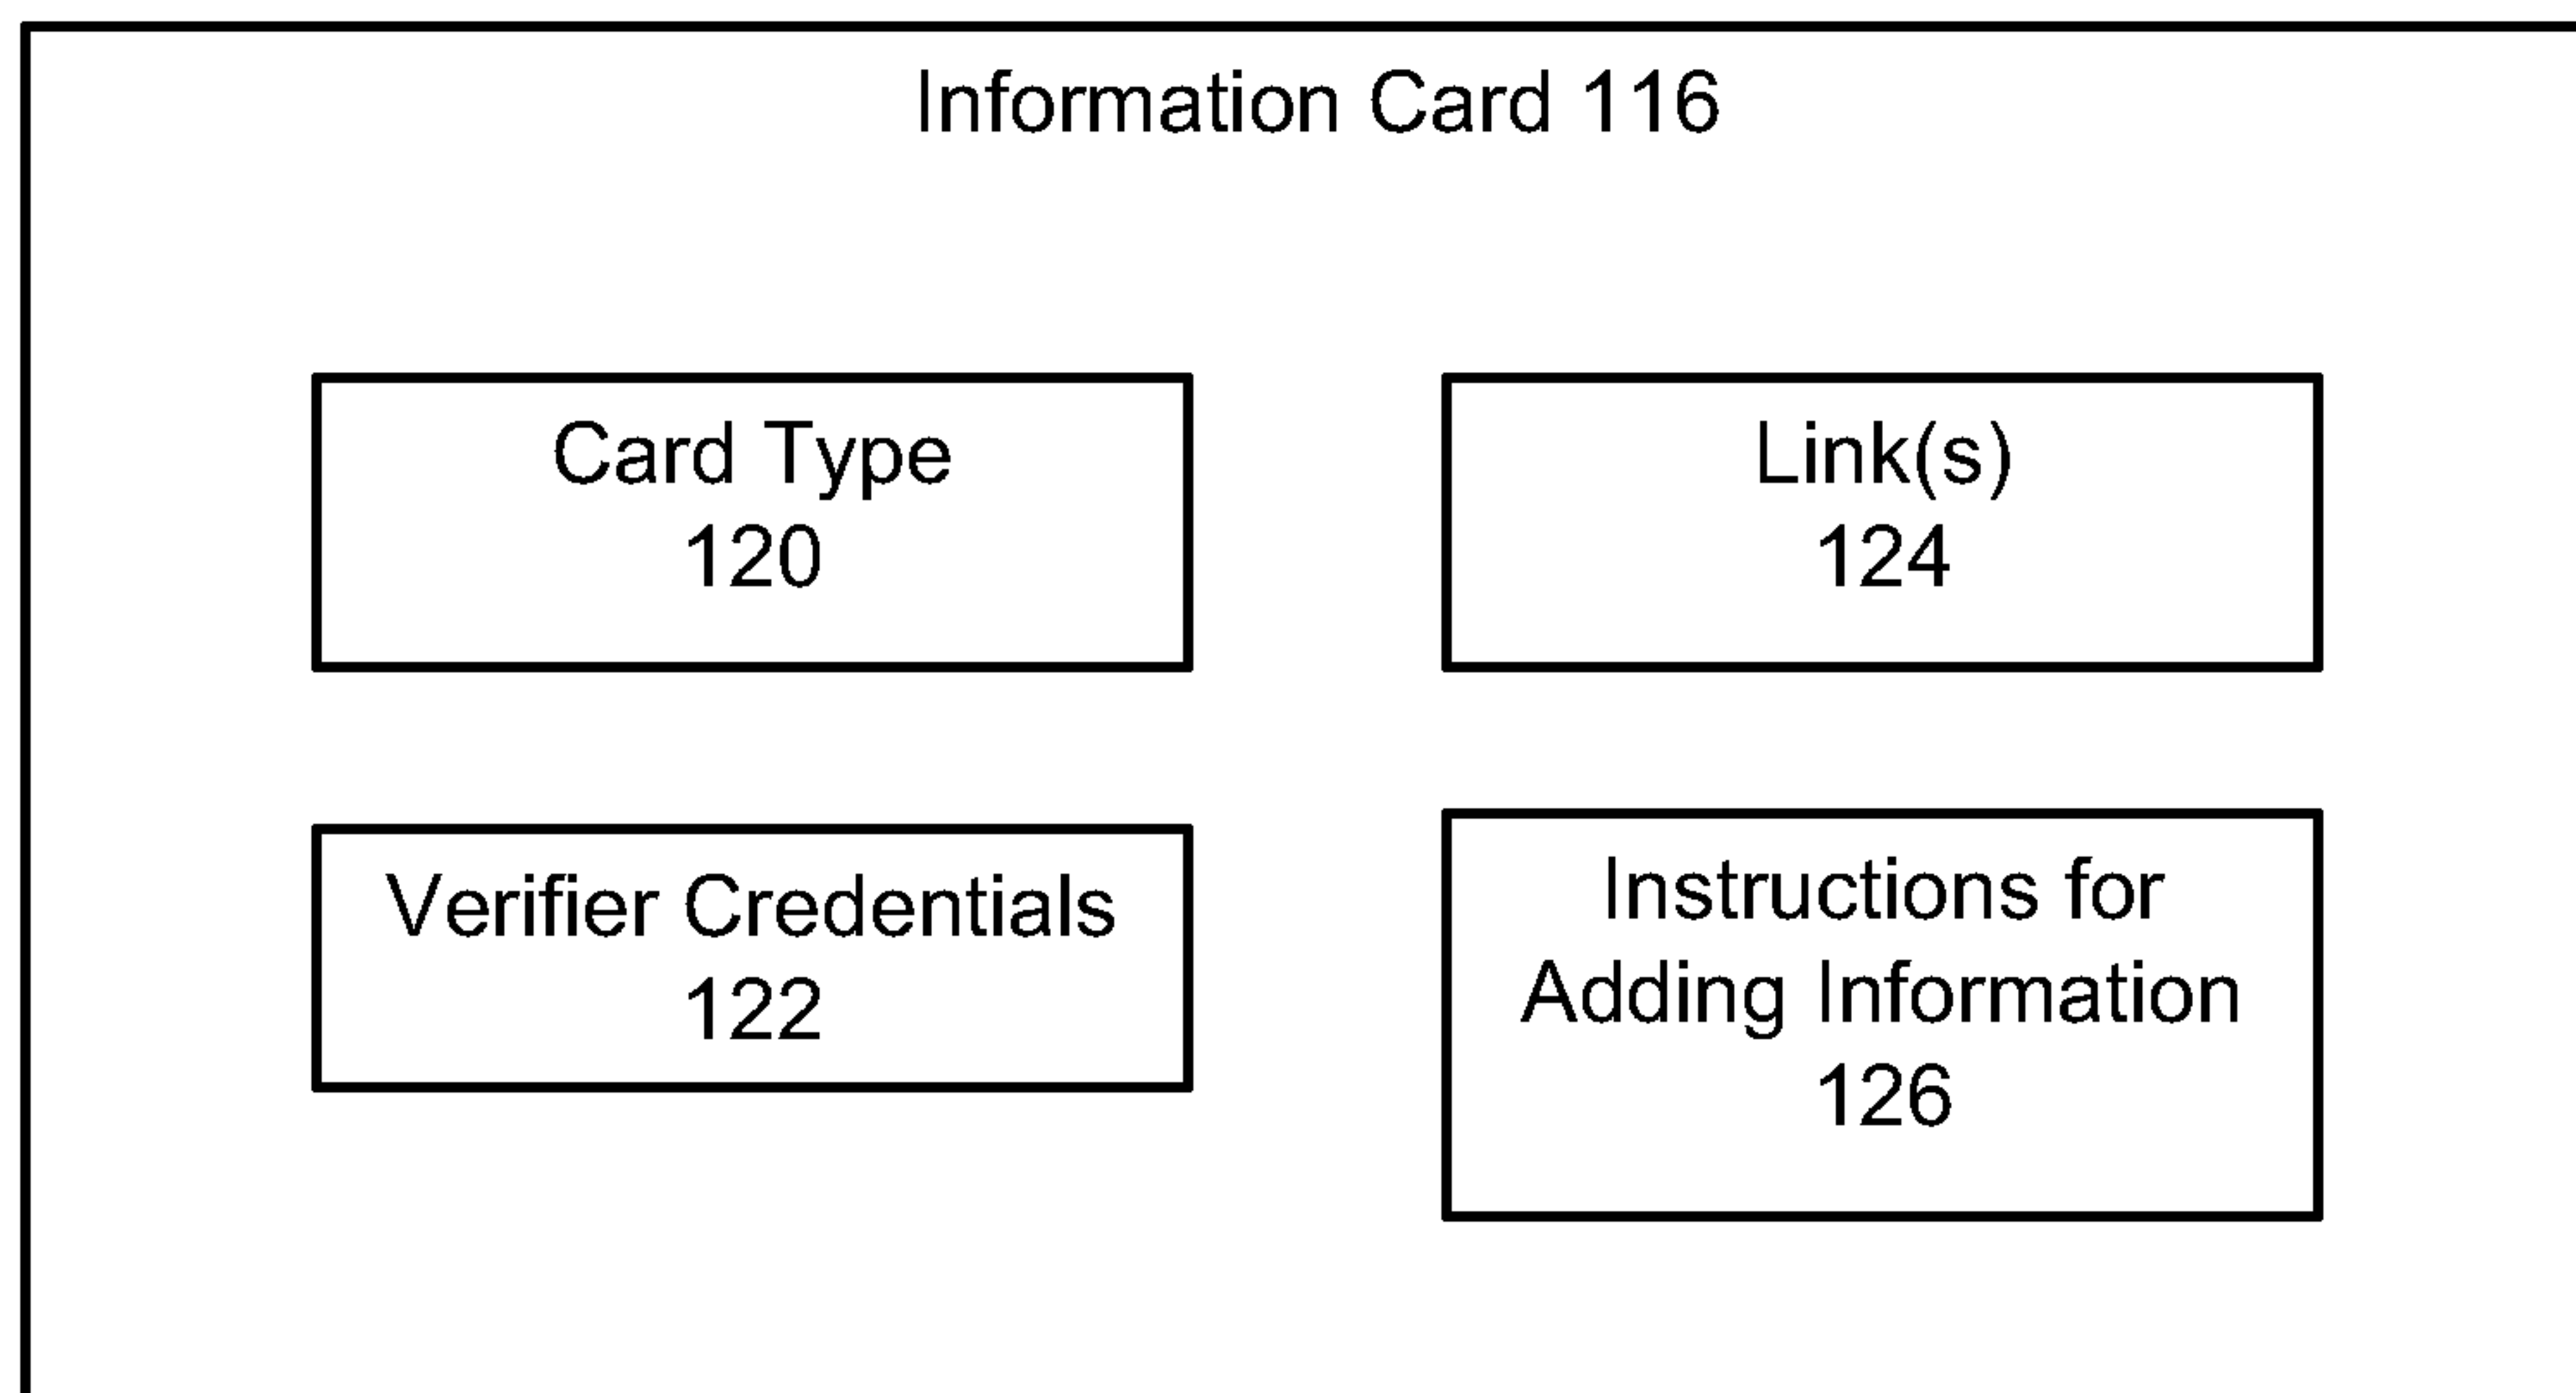 Information Card 116
Card Type
120
Link(s)
124
Verifier Credentials
122
Instructions for
Adding Information
126